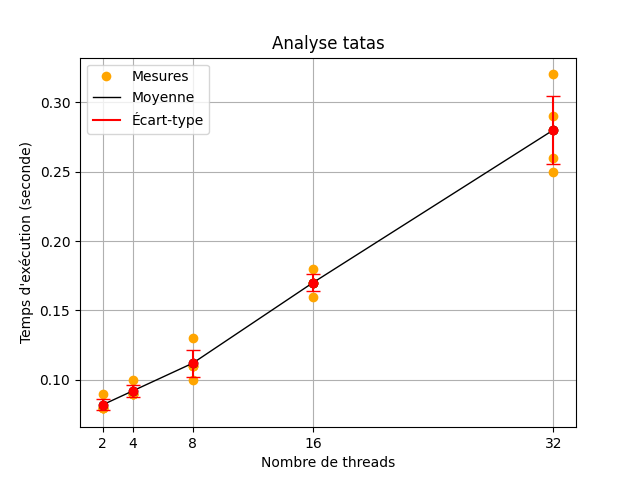 Analyse tatas
Mesures
Moyenne
Écart-type
Temps d'exécution (seconde)
0.30
0.25
0.20
0.15
0.10
2 4 8 16 32
Nombre de threads